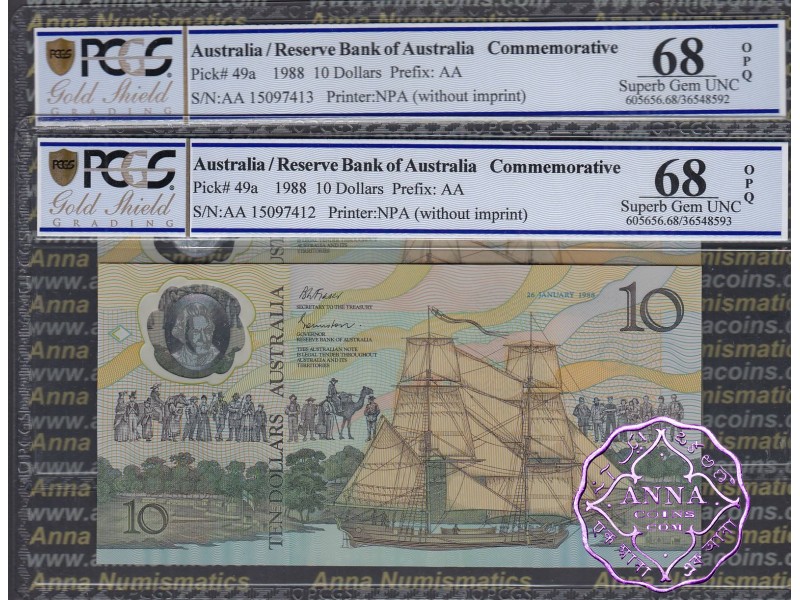 PCGS
Gold Shield
GRADING
Australia / Reserve Bank of Australia Commemorative
Pick# 49a 1988 10 Dollars Prefix: AA
S/N:AA 15097413 Printer:NPA (without imprint)
68
OPQ
Superb Gem UNC
605656.68/36548592
PCGS
Gold Shield
GRADING
Australia / Reserve Bank of Australia Commemorative
Pick# 49a 1988 10 Dollars Prefix: AA
S/N:AA 15097412 Printer:NPA (without imprint)
68
OPQ
Superb Gem UNC
605656.68/36548593
SECRETARY TO THE TREASURY
GOVERNOR
RESERVE BANK OF AUSTRALIA
THIS AUSTRALIAN NOTE
IS LEGAL TENDER THROUGHOUT
AUSTRALIA AND ITS
TERRITORIES
26 JANUARY 1988
10
TEN DOLLARS AUSTRALIA
10
ANNA
COINS
.COM
Anna Numismatics